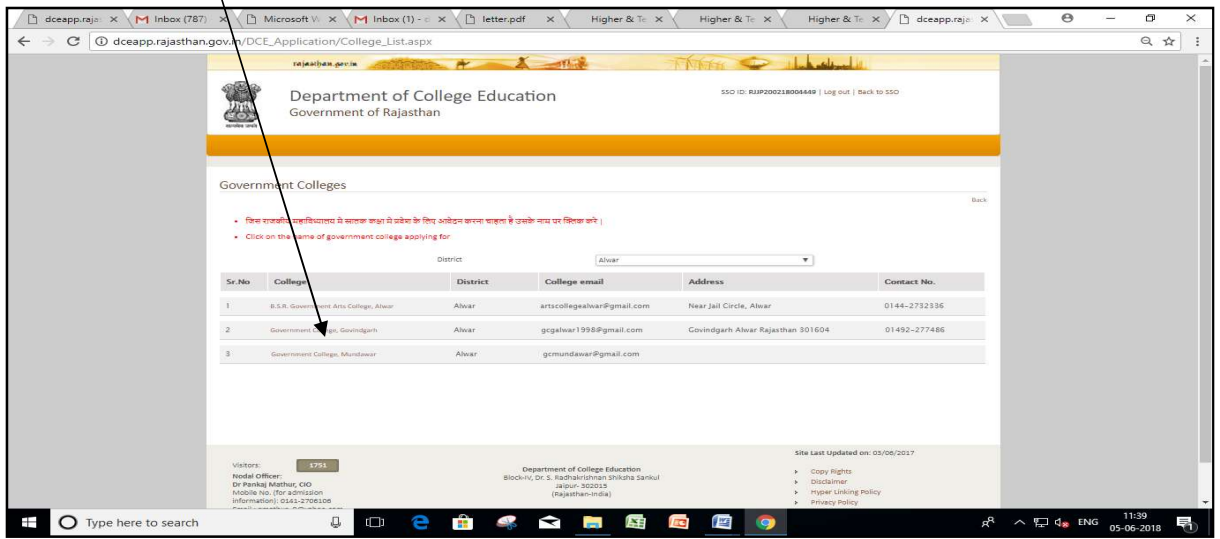 dceapp.raja: × Inbox (787) × Microsoft W × Inbox (1) - × letter.pdf × Higher & Te × Higher & Te × Higher & Te × dceapp.raja: ×
dceapp.rajasthan.gov.in/DCE_Application/College_List.aspx
rajasthan.gov.in
Department of College Education
Government of Rajasthan
SSO ID: RJJP200218004449 | Log out | Back to SSO
Government Colleges
Back
जिस राजकीय महाविद्यालय मे स्नातक कक्षा मे प्रवेश के लिए आवेदन करना चाहता है उसके नाम पर क्लिक करे |
Click on the name of government college applying for
District Alwar
Sr.No College District College email Address Contact No.
1 B.S.R. Government Arts College, Alwar Alwar artscollegealwar@gmail.com Near Jail Circle, Alwar 0144-2732336
2 Government College, Govindgarh Alwar gcgalwar1998@gmail.com Govindgarh Alwar Rajasthan 301604 01492-277486
3 Government College, Mundawar Alwar gcmundawar@gmail.com
Site Last Updated on: 05/06/2017
Visitors: 1751
Nodal Officer:
Dr Pankaj Mathur, CIO
Mobile No. (for admission
information): 0141-2706106
Department of College Education
Block-IV, Dr. S. Radhakrishnan Shiksha Sankul
Jaipur- 302015
(Rajasthan-India)
Copy Rights
Disclaimer
Hyper Linking Policy
Privacy Policy
Type here to search
ENG
11:39
05-06-2018